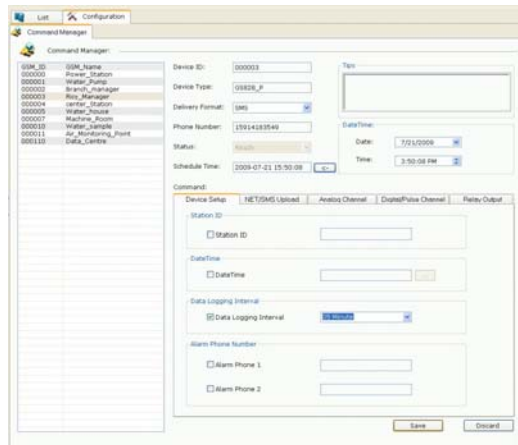 List
Configuration
Command Manager
Command Manager:
GSM_ID GSM_Name
000000 Power_Station
000001 Water_Pump
000002 Branch_manager
000003 Rios_Manager
000004 center_Station
000005 Water_house
000007 Machine_Room
000010 Water_sample
000011 Air_Monitoring_Point
000110 Data_Centre
Device ID: 000003
Device Type: GS828_P
Delivery Format: SMS
Phone Number: 15914183549
Status: Ready
Schedule Time: 2009-07-21 15:50:08 <-
Tips
DateTime:
Date: 7/21/2009
Time: 3:50:08 PM
Command:
Device Setup NET/SMS Upload Analog Channel Digital/Pulse Channel Relay Output
Station ID
Station ID
DateTime
DateTime ...
Data Logging Interval
Data Logging Interval Minute
Alarm Phone Number
Alarm Phone 1
Alarm Phone 2
Save Discard